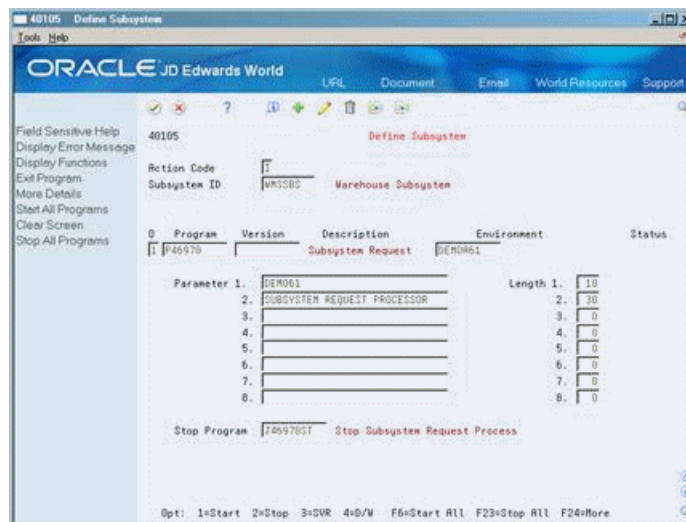 40105 Define Subsystem
Tools Help
ORACLE JD Edwards World
URL Document Email World Resources Support
Field Sensitive Help
Display Error Message
Display Functions
Exit Program
More Details
Start All Programs
Clear Screen
Stop All Programs
40105 Define Subsystem
Action Code I
Subsystem ID WMSSBS Warehouse Subsystem
O Program Version Description Environment Status
1 P46970 Subsystem Request DEMOA61
Parameter 1. DEMO61 Length 1. 10
2. SUBSYSTEM REQUEST PROCESSOR 2. 30
3. 3. 0
4. 4. 0
5. 5. 0
6. 6. 0
7. 7. 0
8. 8. 0
Stop Program J46970ST Stop Subsystem Request Process
Opt: 1=Start 2=Stop 3=SVR 4=D/W F6=Start All F23=Stop All F24=More